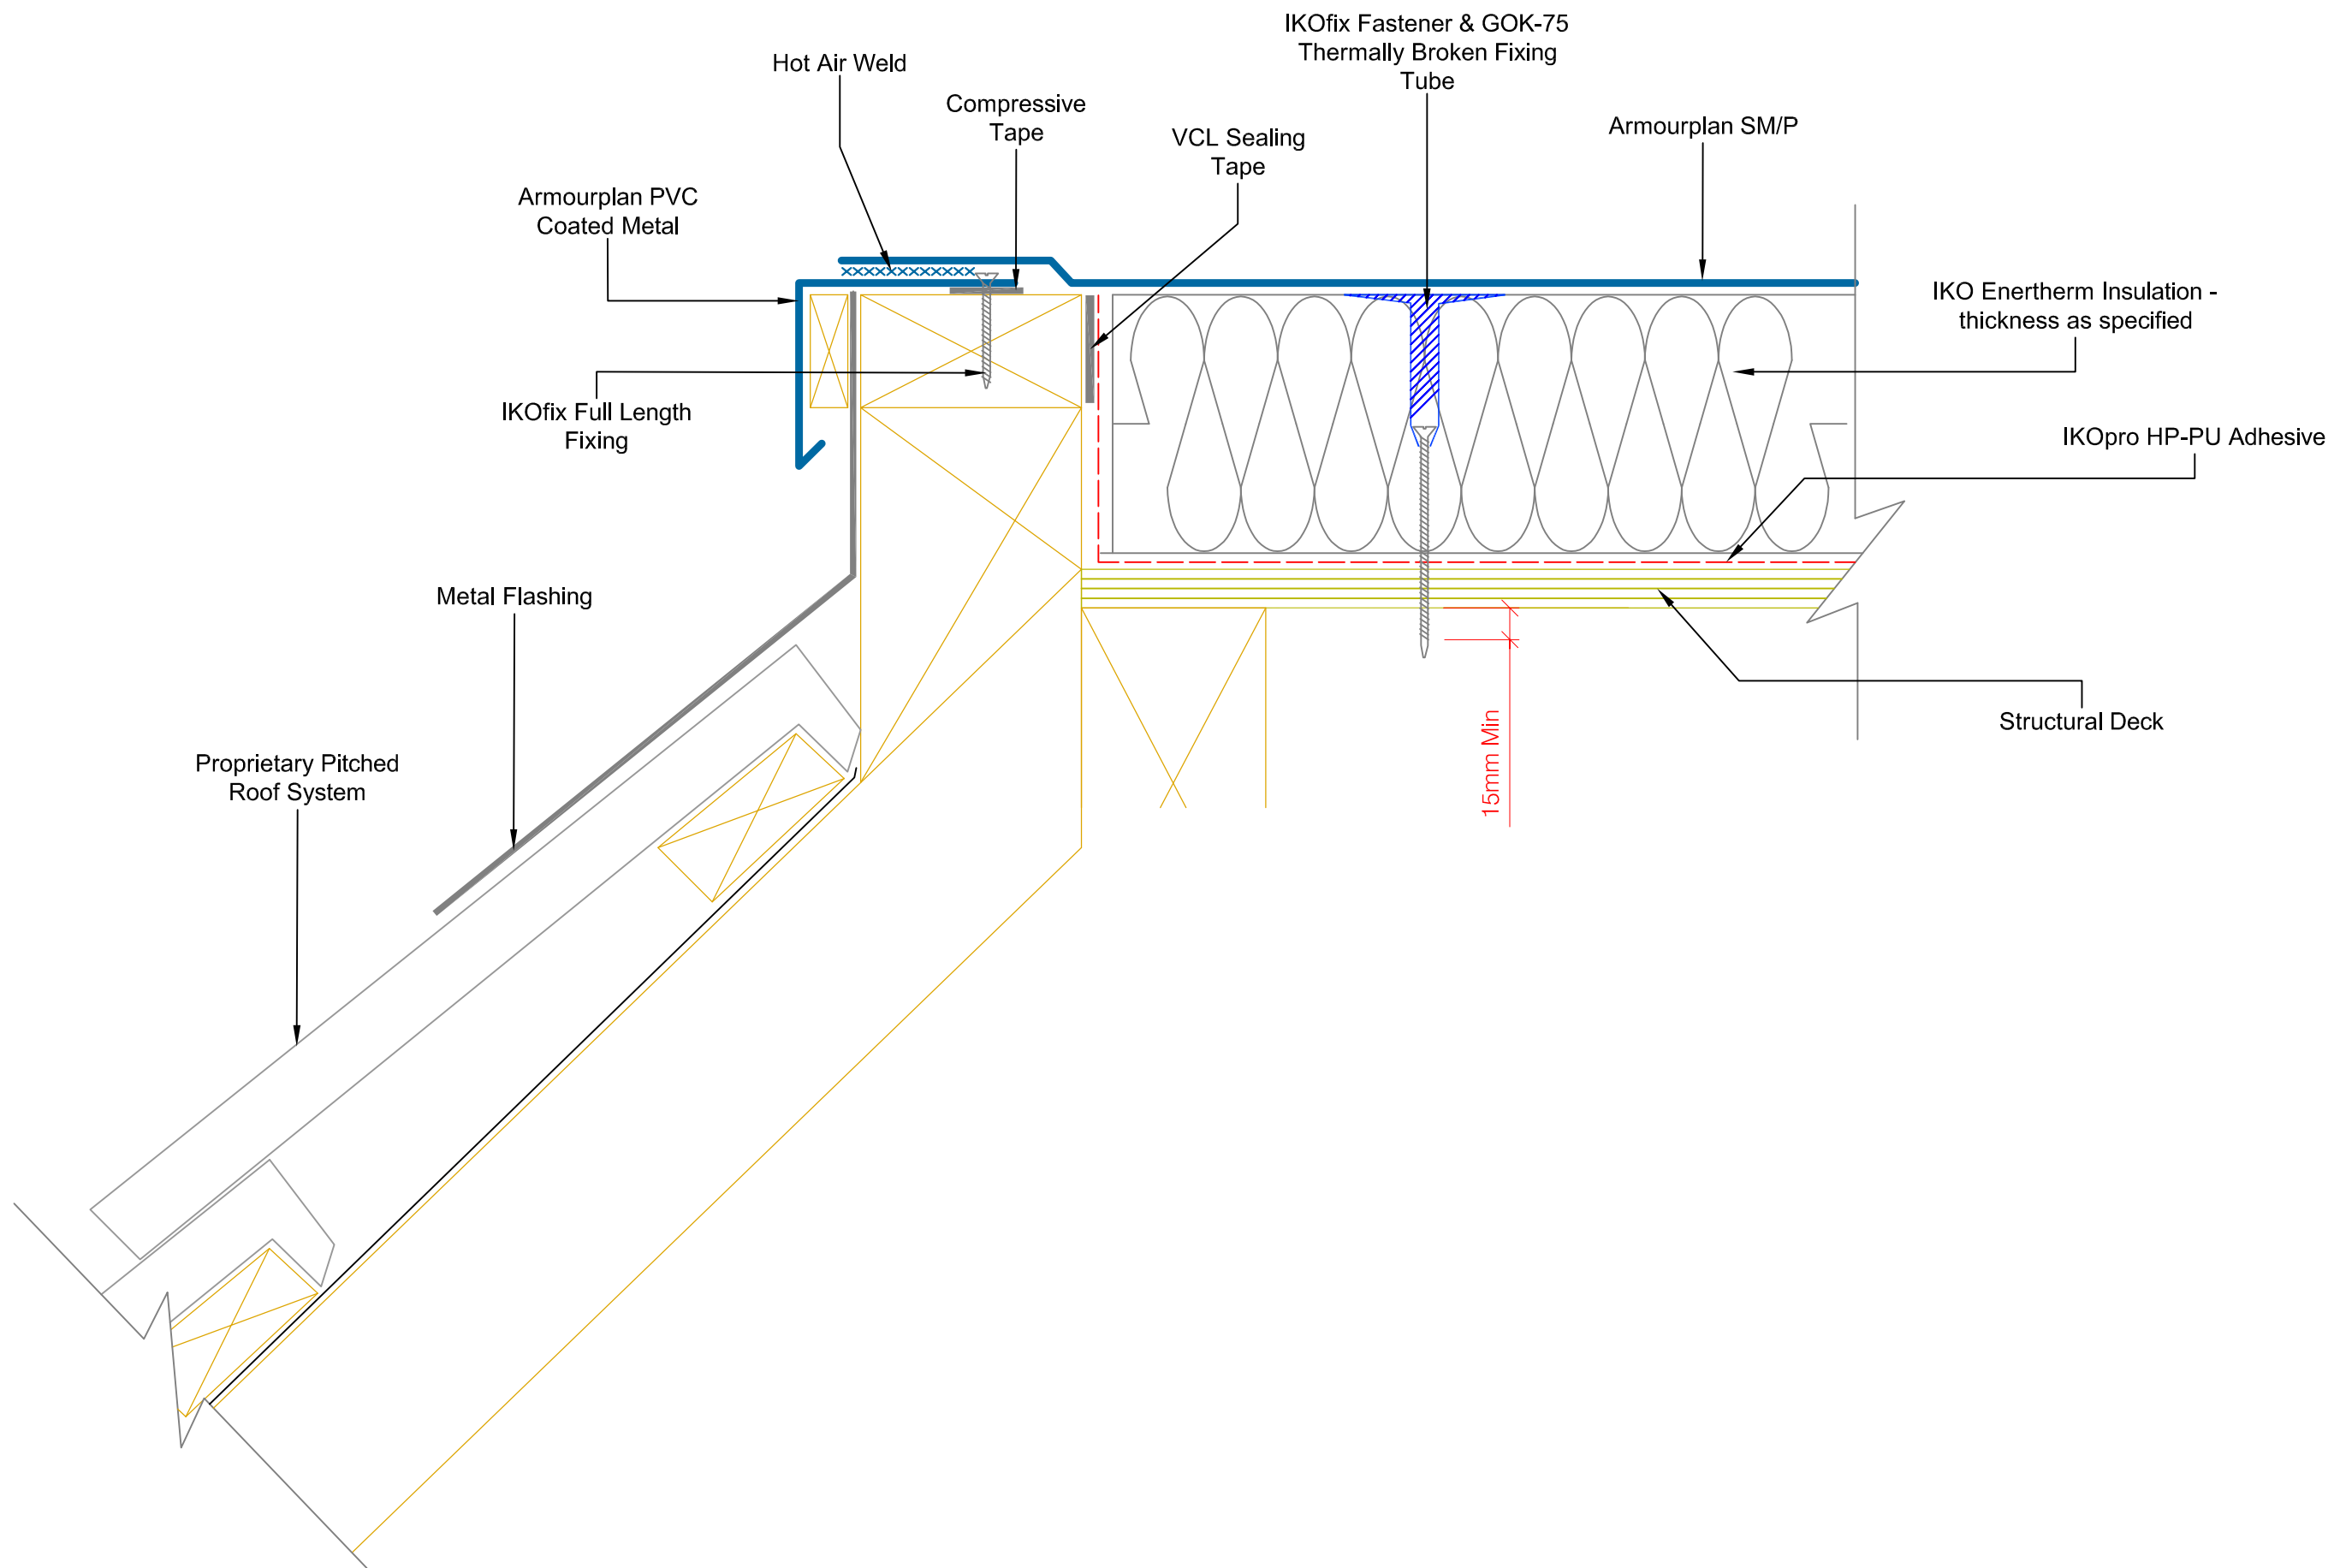 IKOfix Fastener & GOK-75
Thermally Broken Fixing
Tube
Hot Air Weld
Compressive
Tape
VCL Sealing
Tape
Armourplan SM/P
Armourplan PVC
Coated Metal
IKO Enertherm Insulation -
thickness as specified
IKOfix Full Length
Fixing
IKOpro HP-PU Adhesive
Metal Flashing
Structural Deck
15mm Min
Proprietary Pitched
Roof System